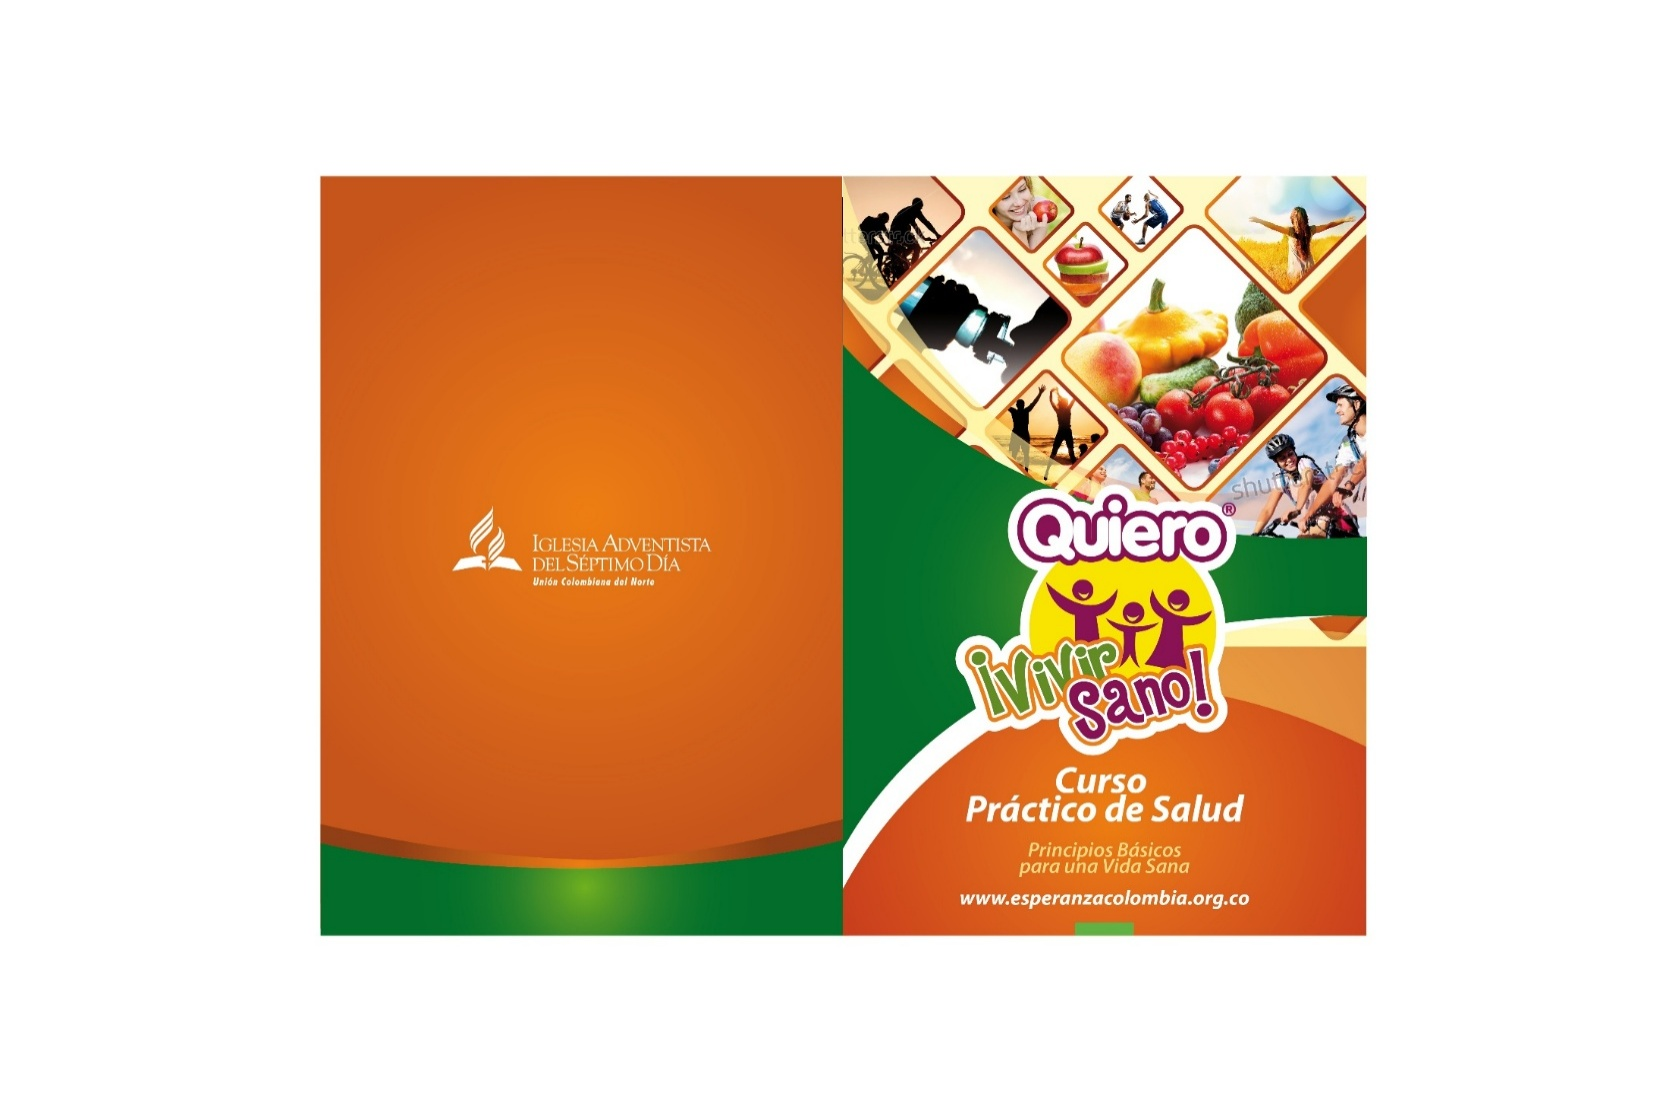 IGLESIA ADVENTISTA
DEL SÉPTIMO DÍA
Unión Colombiana del Norte
Quiero®
¡Vivir
Sano!
Curso
Práctico de Salud
Principios Básicos
para una Vida Sana
www.esperanzacolombia.org.co